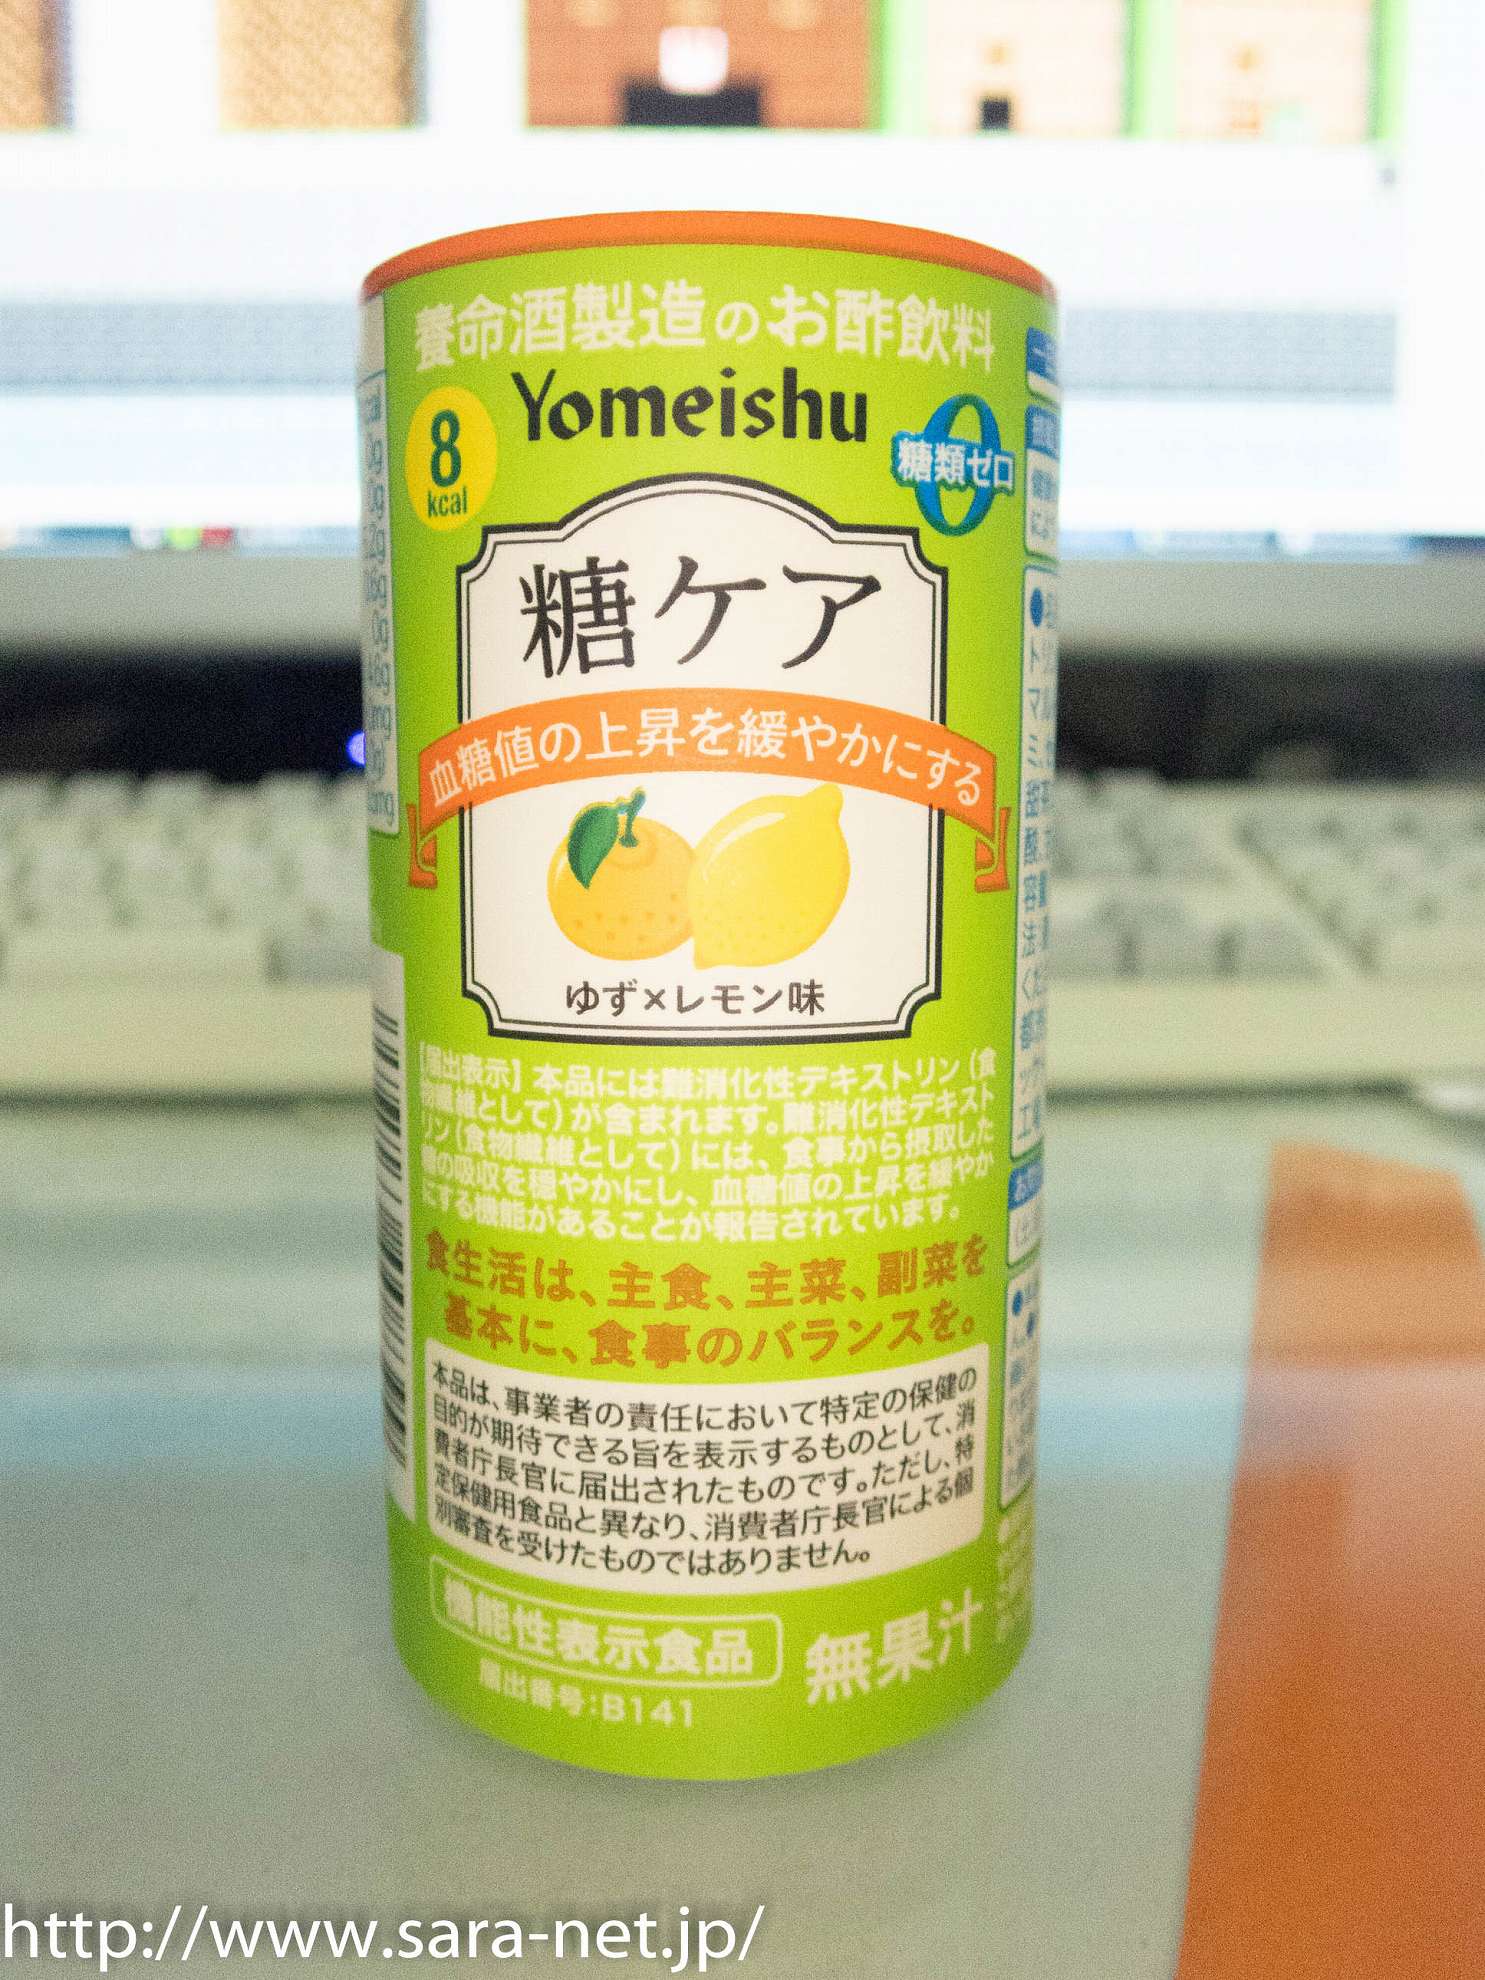 養命酒製造のお酢飲料
Yomeishu
8
kcal
0
糖類ゼロ
糖ケア
血糖値の上昇を緩やかにする
ゆず×レモン味
【届出表示】本品には難消化性デキストリン(食
物繊維として)が含まれます。難消化性デキスト
リン(食物繊維として)には、食事から摂取した
糖の吸収を穏やかにし、血糖値の上昇を緩やか
にする機能があることが報告されています。
食生活は、主食、主菜、副菜を
基本に、食事のバランスを。
本品は、事業者の責任において特定の保健の
目的が期待できる旨を表示するものとして、消
費者庁長官に届出されたものです。ただし、特
定保健用食品と異なり、消費者庁長官による個
別審査を受けたものではありません。
機能性表示食品
届出番号:B141
無果汁
http://www.sara-net.jp/